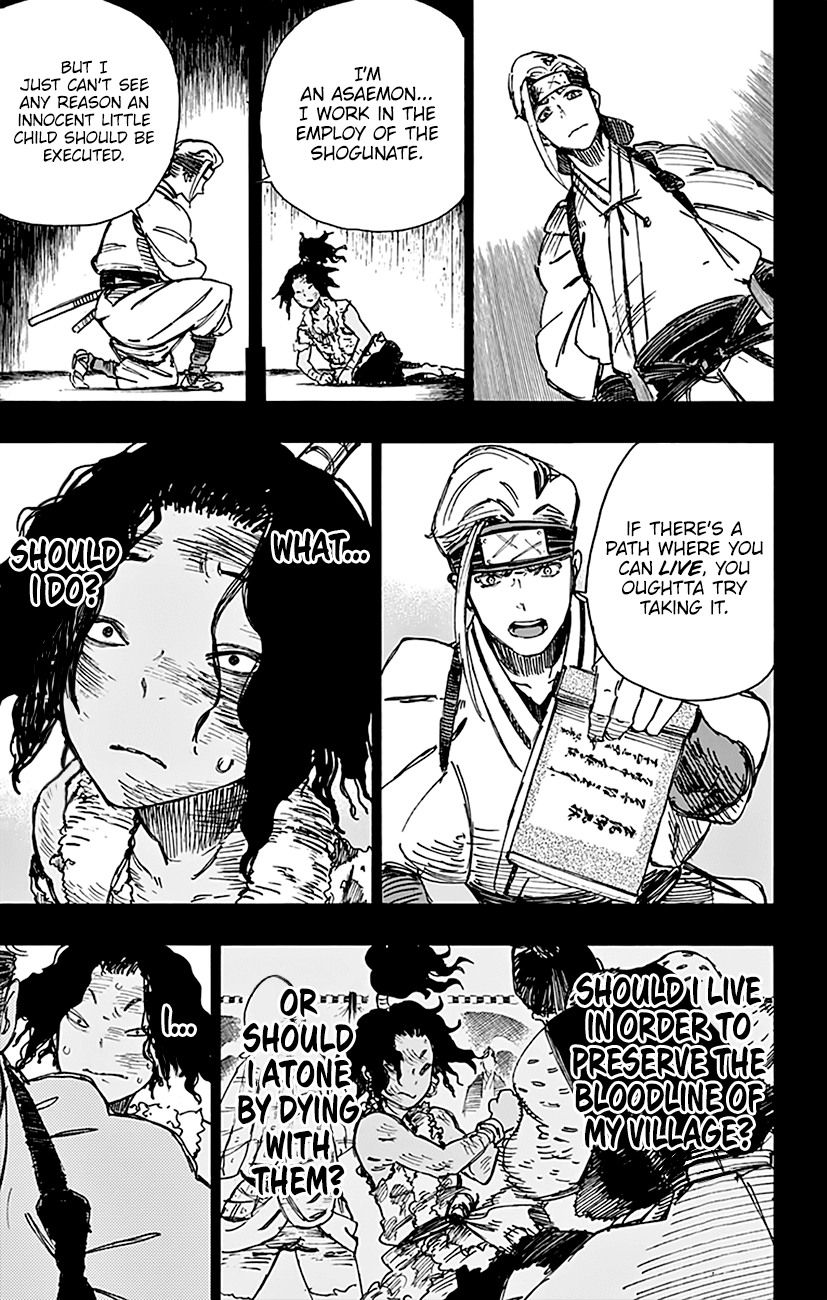 I'M
AN ASAEMON...
I WORK IN THE
EMPLOY OF THE
SHOGUNATE.
BUT I
JUST CAN'T SEE
ANY REASON AN
INNOCENT LITTLE
CHILD SHOULD BE
EXECUTED.
IF THERE'S A
PATH WHERE YOU
CAN LIVE, YOU
OUGHTTA TRY
TAKING IT.
WHAT...
SHOULD
I DO?
SHOULD I LIVE
IN ORDER TO
PRESERVE THE
BLOODLINE OF
MY VILLAGE?
OR
SHOULD
I ATONE
BY DYING
WITH
THEM?
I...